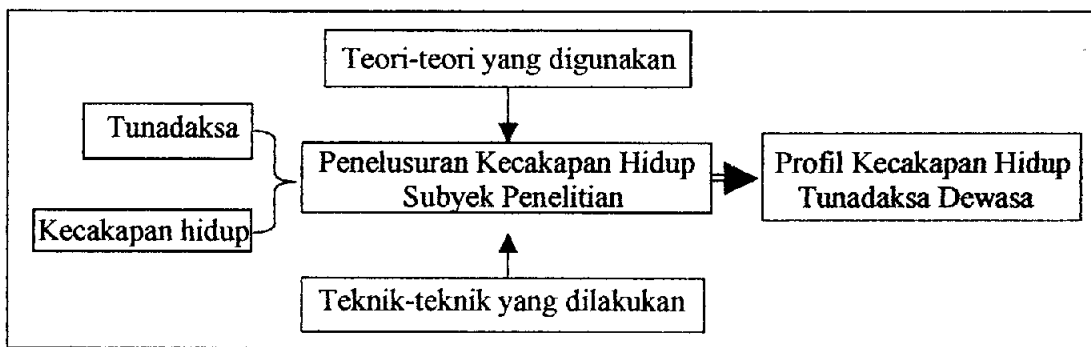 Teori-teori yang digunakan
Tunadaksa
Kecakapan hidup
Penelusuran Kecakapan Hidup
Subyek Penelitian
Profil Kecakapan Hidup
Tunadaksa Dewasa
Teknik-teknik yang dilakukan